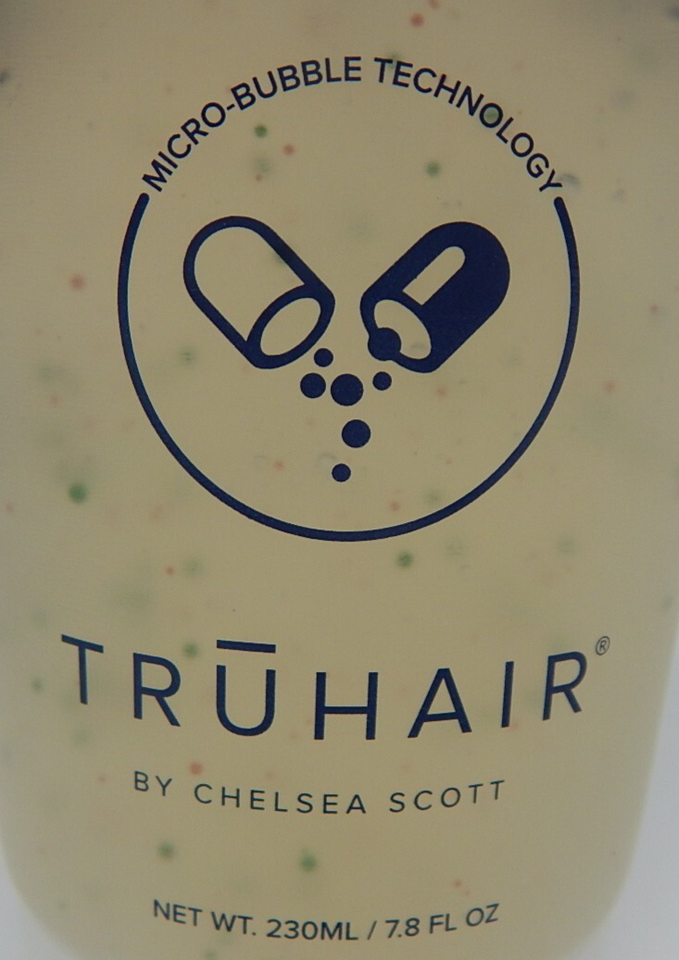 MICRO-BUBBLE TECHNOLOGY
TRŪHAIR®
BY CHELSEA SCOTT
NET WT. 230ML / 7.8 FL OZ